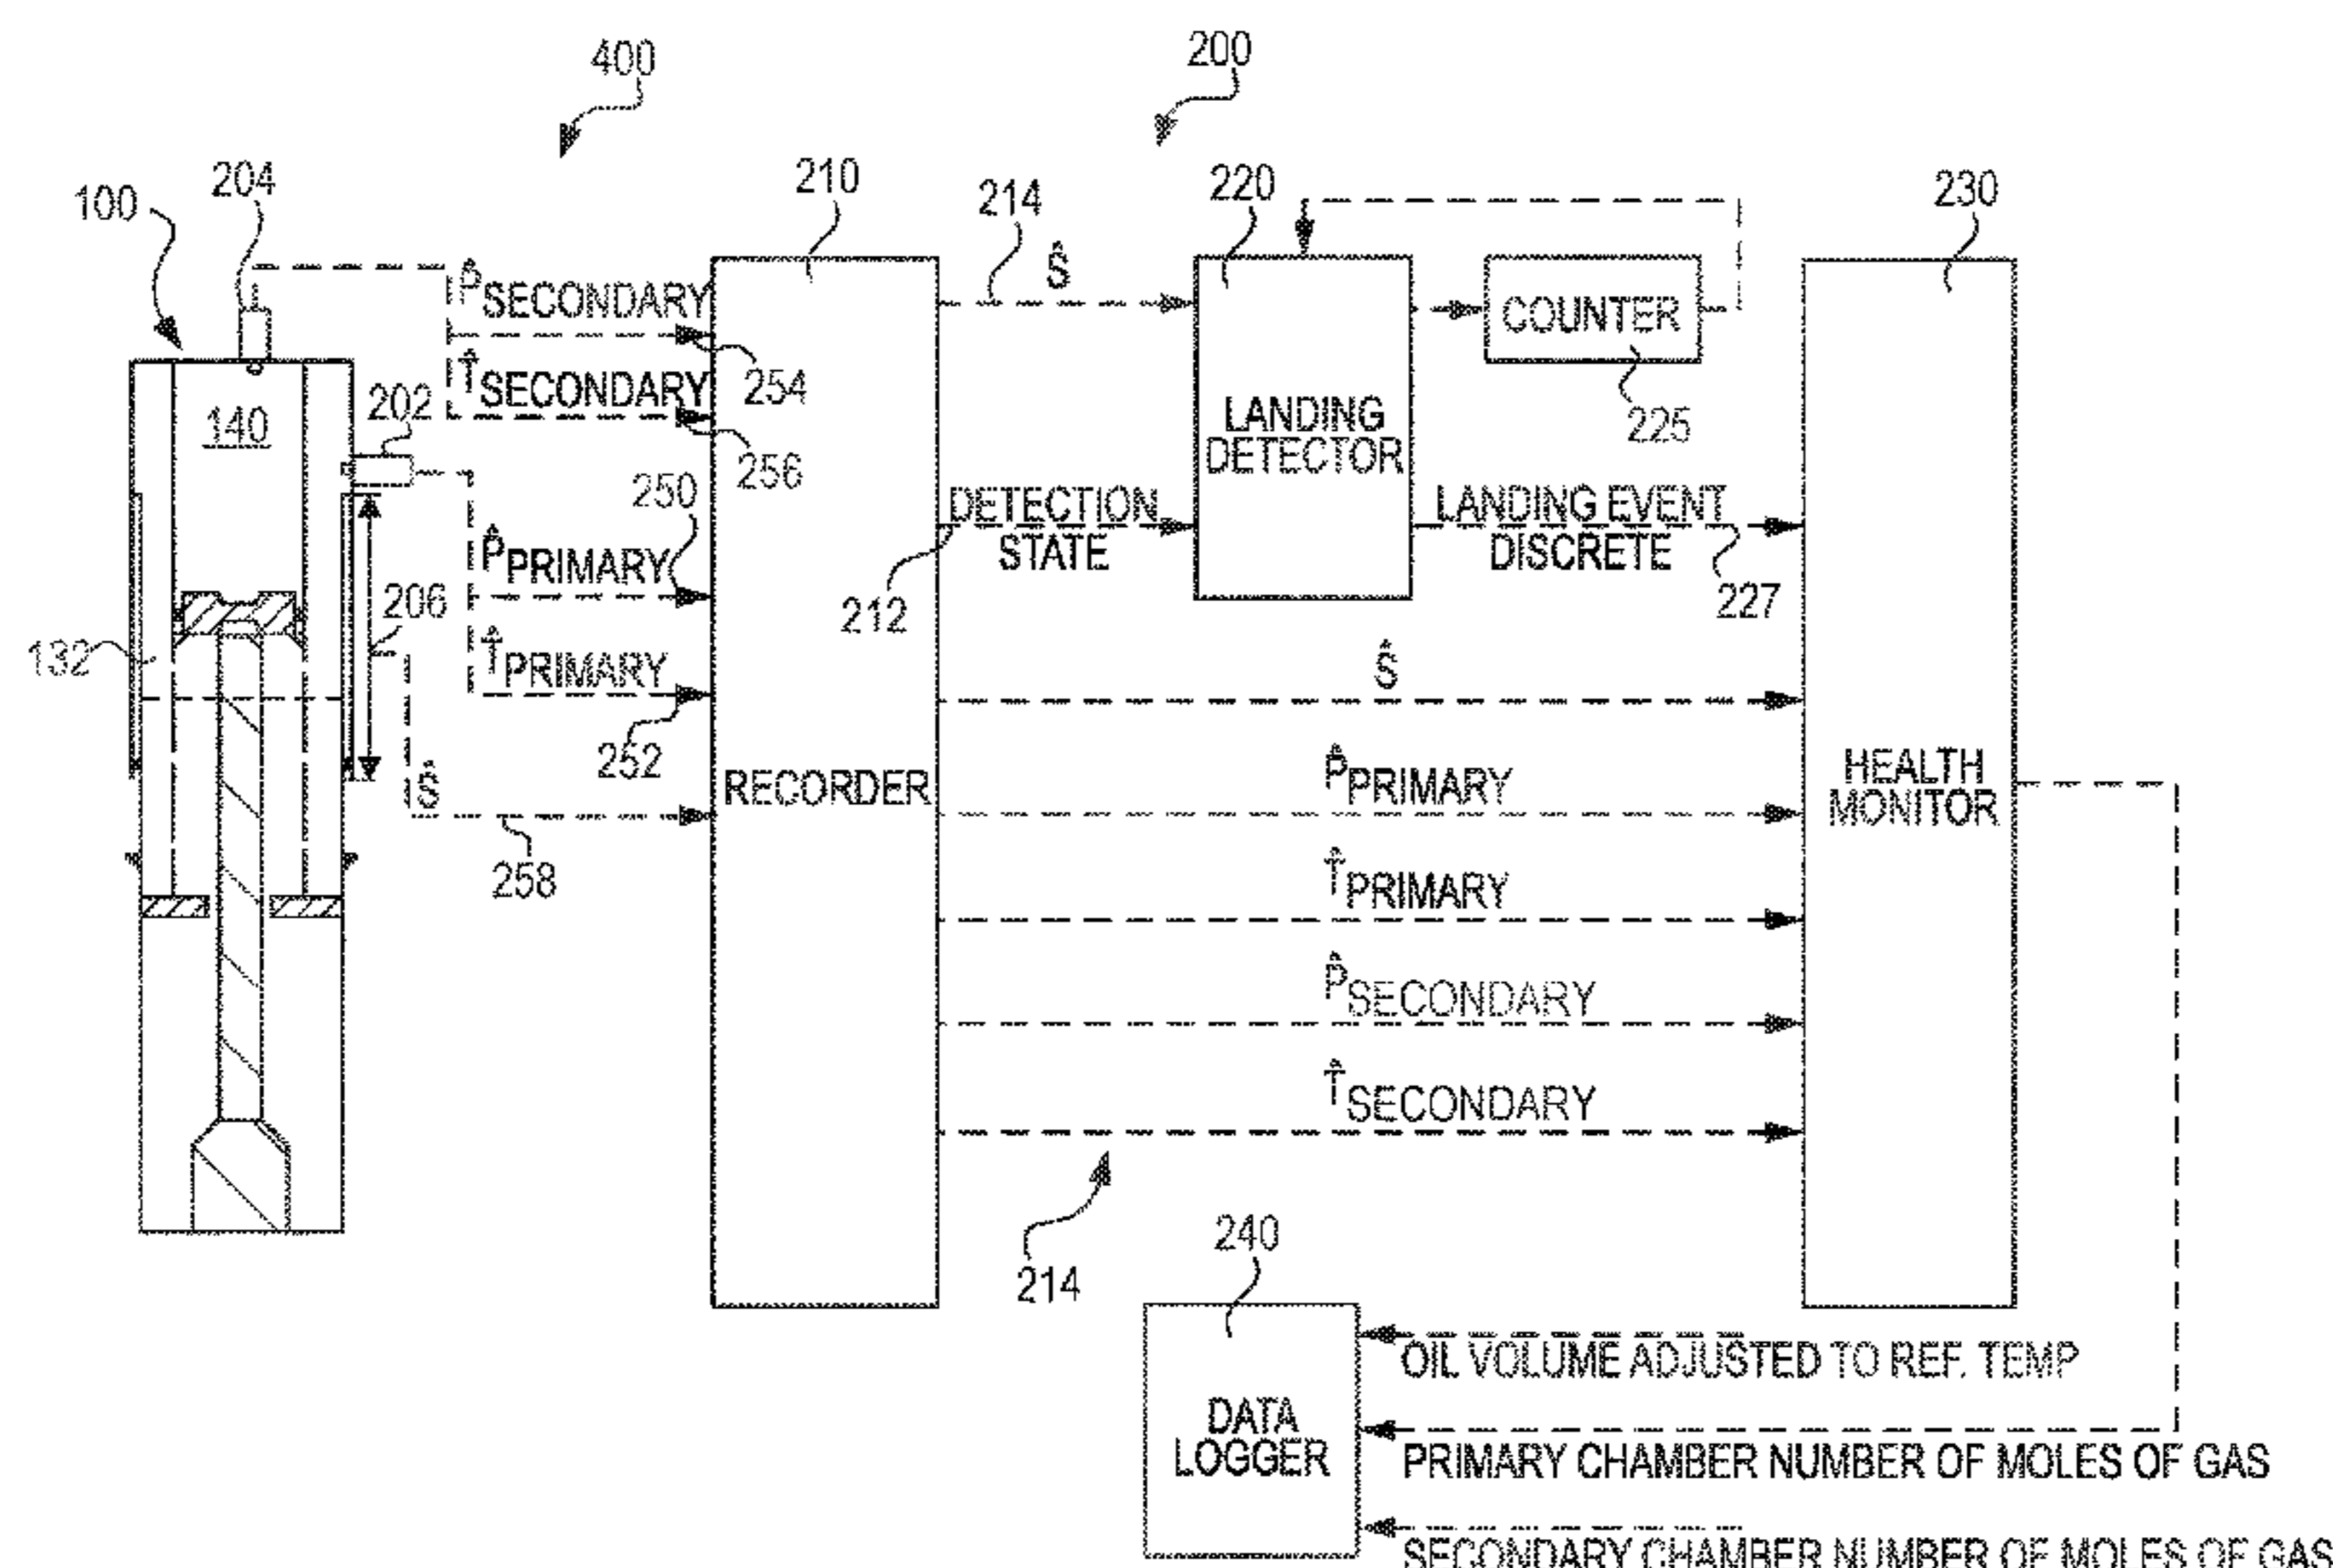 400
200
204
210
214
220
230
100
Ŝ
P̂SECONDARY
COUNTER
T̂SECONDARY
254
202
140
225
LANDING
DETECTOR
256
250
DETECTION
STATE
LANDING EVENT
DISCRETE
P̂PRIMARY
206
212
227
132
T̂PRIMARY
Ŝ
252
RECORDER
P̂PRIMARY
HEALTH
MONITOR
Ŝ
258
T̂PRIMARY
P̂SECONDARY
T̂SECONDARY
214
240
OIL VOLUME ADJUSTED TO REF. TEMP
DATA
LOGGER
PRIMARY CHAMBER NUMBER OF MOLES OF GAS
SECONDARY CHAMBER NUMBER OF MOLES OF GAS